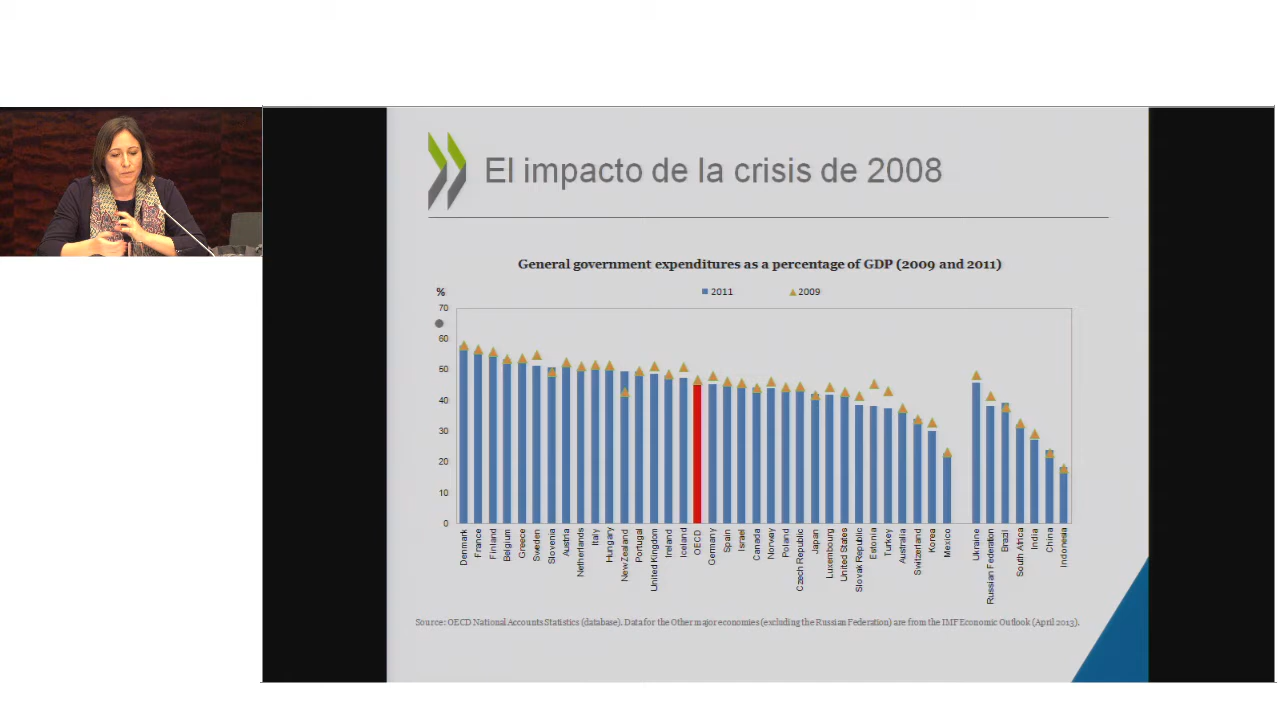 El impacto de la crisis de 2008
General government expenditures as a percentage of GDP (2009 and 2011)
%
2011
2009
70
60
50
40
30
20
10
0
Denmark
France
Finland
Belgium
Greece
Sweden
Slovenia
Austria
Netherlands
Italy
Hungary
New Zealand
Portugal
United Kingdom
Ireland
Iceland
OECD
Germany
Spain
Israel
Canada
Norway
Poland
Czech Republic
Japan
Luxembourg
United States
Slovak Republic
Estonia
Turkey
Australia
Switzerland
Korea
Mexico
Ukraine
Russian Federation
Brazil
South Africa
India
China
Indonesia
Source: OECD National Accounts Statistics (database). Data for the Other major economies (excluding the Russian Federation) are from the IMF Economic Outlook (April 2013).